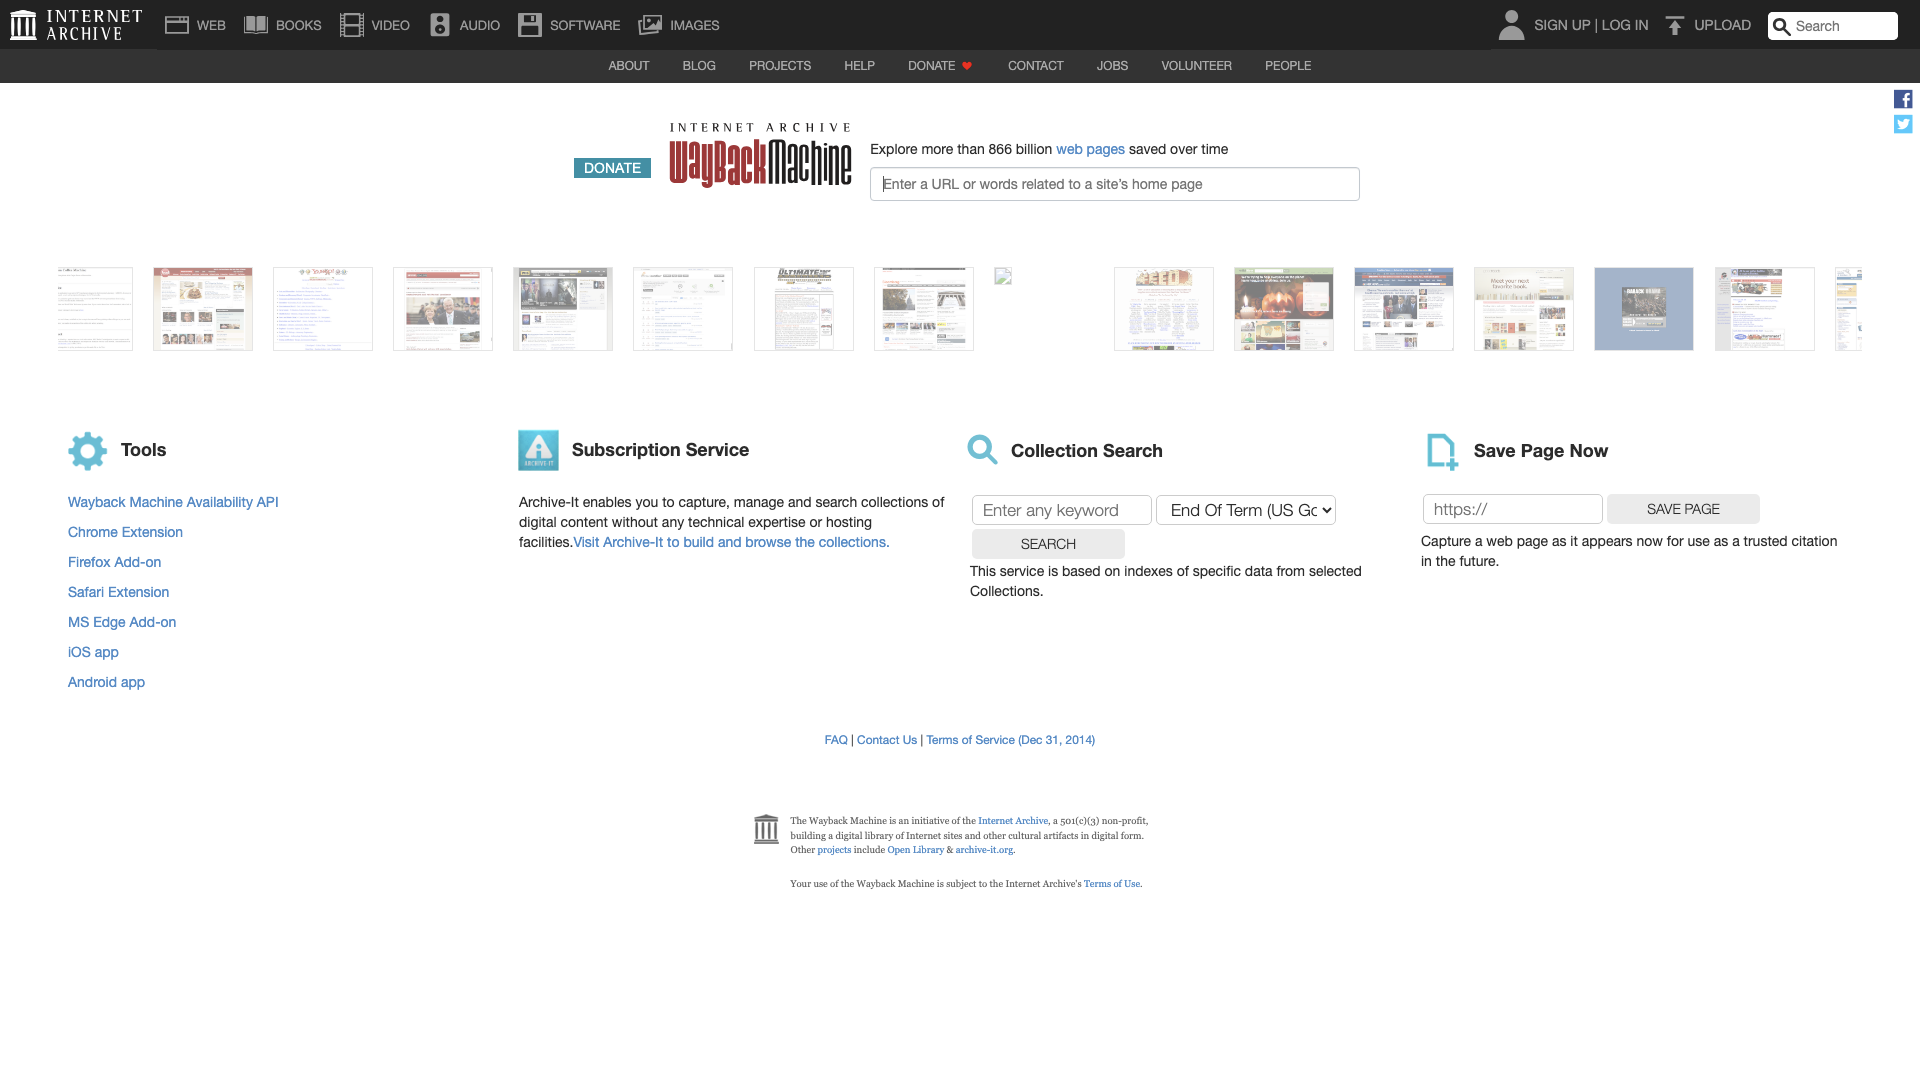 INTERNET
ARCHIVE
WEB
BOOKS
VIDEO
AUDIO
SOFTWARE
IMAGES
SIGN UP | LOG IN
UPLOAD
Search
ABOUT
BLOG
PROJECTS
HELP
DONATE
CONTACT
JOBS
VOLUNTEER
PEOPLE
DONATE
INTERNET ARCHIVE
WayBackMachine
Explore more than 866 billion web pages saved over time
Enter a URL or words related to a site's home page
Tools
Wayback Machine Availability API
Chrome Extension
Firefox Add-on
Safari Extension
MS Edge Add-on
iOS app
Android app
ARCHIVE-IT
Subscription Service
Archive-It enables you to capture, manage and search collections of
digital content without any technical expertise or hosting
facilities.Visit Archive-It to build and browse the collections.
Collection Search
Enter any keyword
End Of Term (US Gc
SEARCH
This service is based on indexes of specific data from selected
Collections.
Save Page Now
https://
SAVE PAGE
Capture a web page as it appears now for use as a trusted citation
in the future.
FAQ | Contact Us | Terms of Service (Dec 31, 2014)
The Wayback Machine is an initiative of the Internet Archive, a 501(c)(3) non-profit,
building a digital library of Internet sites and other cultural artifacts in digital form.
Other projects include Open Library & archive-it.org.
Your use of the Wayback Machine is subject to the Internet Archive's Terms of Use.